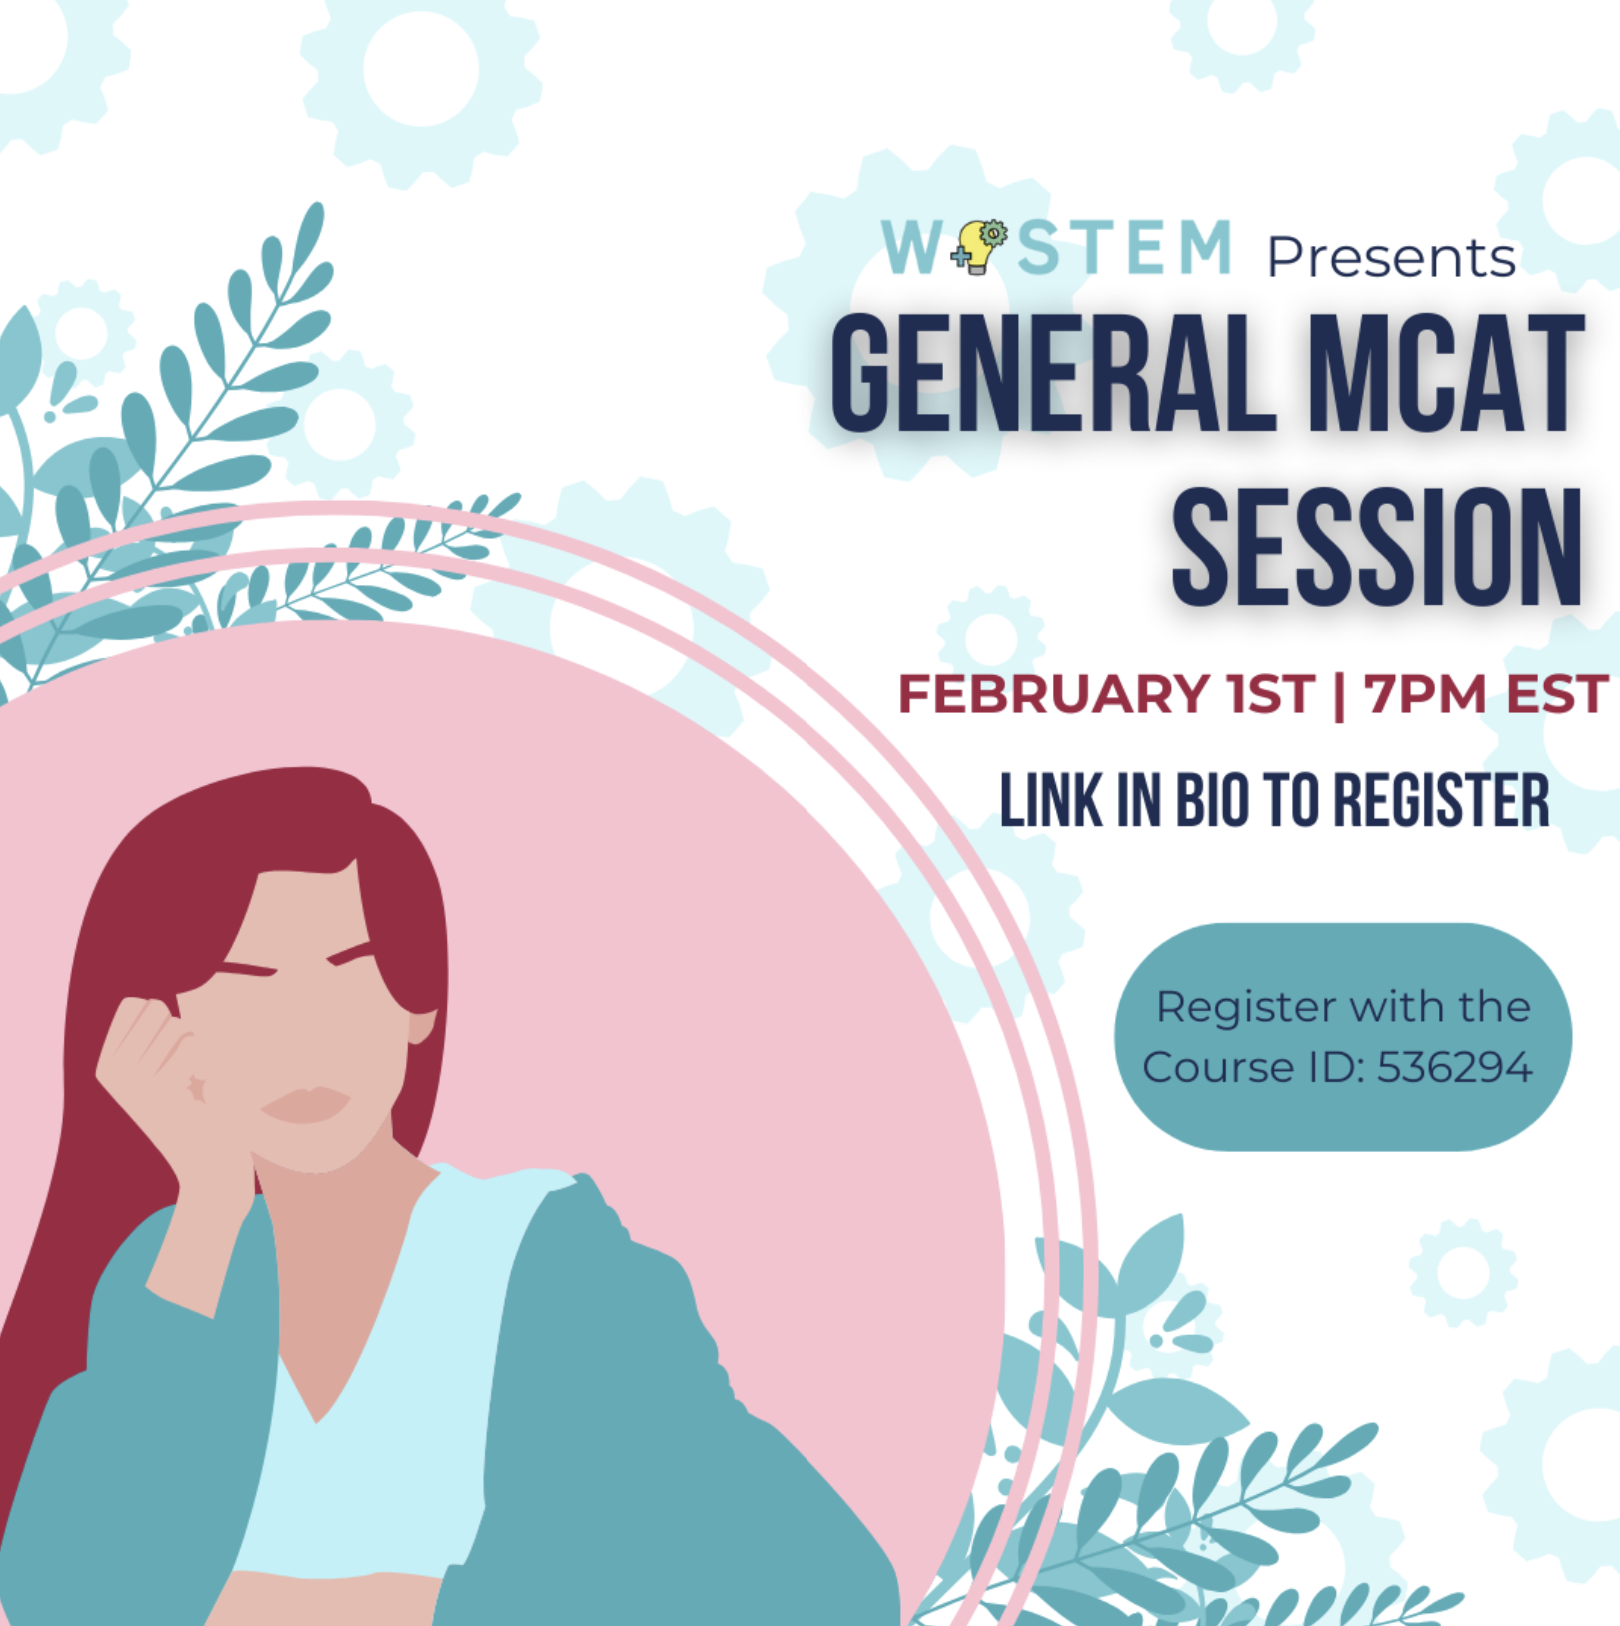 WOSTEM Presents
GENERAL MCAT
SESSION
FEBRUARY 1ST | 7PM EST
LINK IN BIO TO REGISTER
Register with the
Course ID: 536294